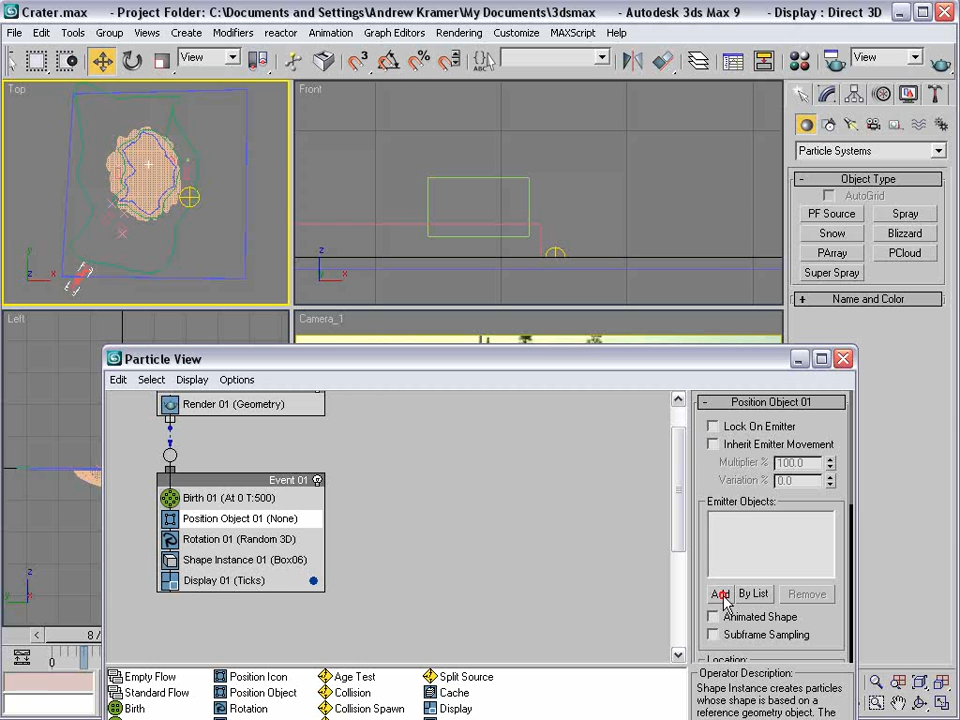 Crater.max - Project Folder: C:\Documents and Settings\Andrew Kramer\My Documents\3dsmax - Autodesk 3ds Max 9 - Display : Direct 3D
File Edit Tools Group Views Create Modifiers reactor Animation Graph Editors Rendering Customize MAXScript Help
View View
Top Front
Particle Systems
- Object Type
AutoGrid
PF Source Spray
Snow Blizzard
PArray PCloud
Super Spray
+ Name and Color
z x
y z x
Left Camera_1
Particle View
Edit Select Display Options
Render 01 (Geometry)
Event 01
Birth 01 (At 0 T:500)
Position Object 01 (None)
Rotation 01 (Random 3D)
Shape Instance 01 (Box06)
Display 01 (Ticks)
- Position Object 01
Lock On Emitter
Inherit Emitter Movement
Multiplier % 100.0
Variation % 0.0
Emitter Objects:
Add By List Remove
Animated Shape
Subframe Sampling
Location:
z
y
< 8 /
0
Empty Flow Position Icon Age Test Split Source
Standard Flow Position Object Collision Cache
Birth Rotation Collision Spawn Display
Operator Description:
Shape Instance creates particles
whose shape is based on a
reference geometry object. The